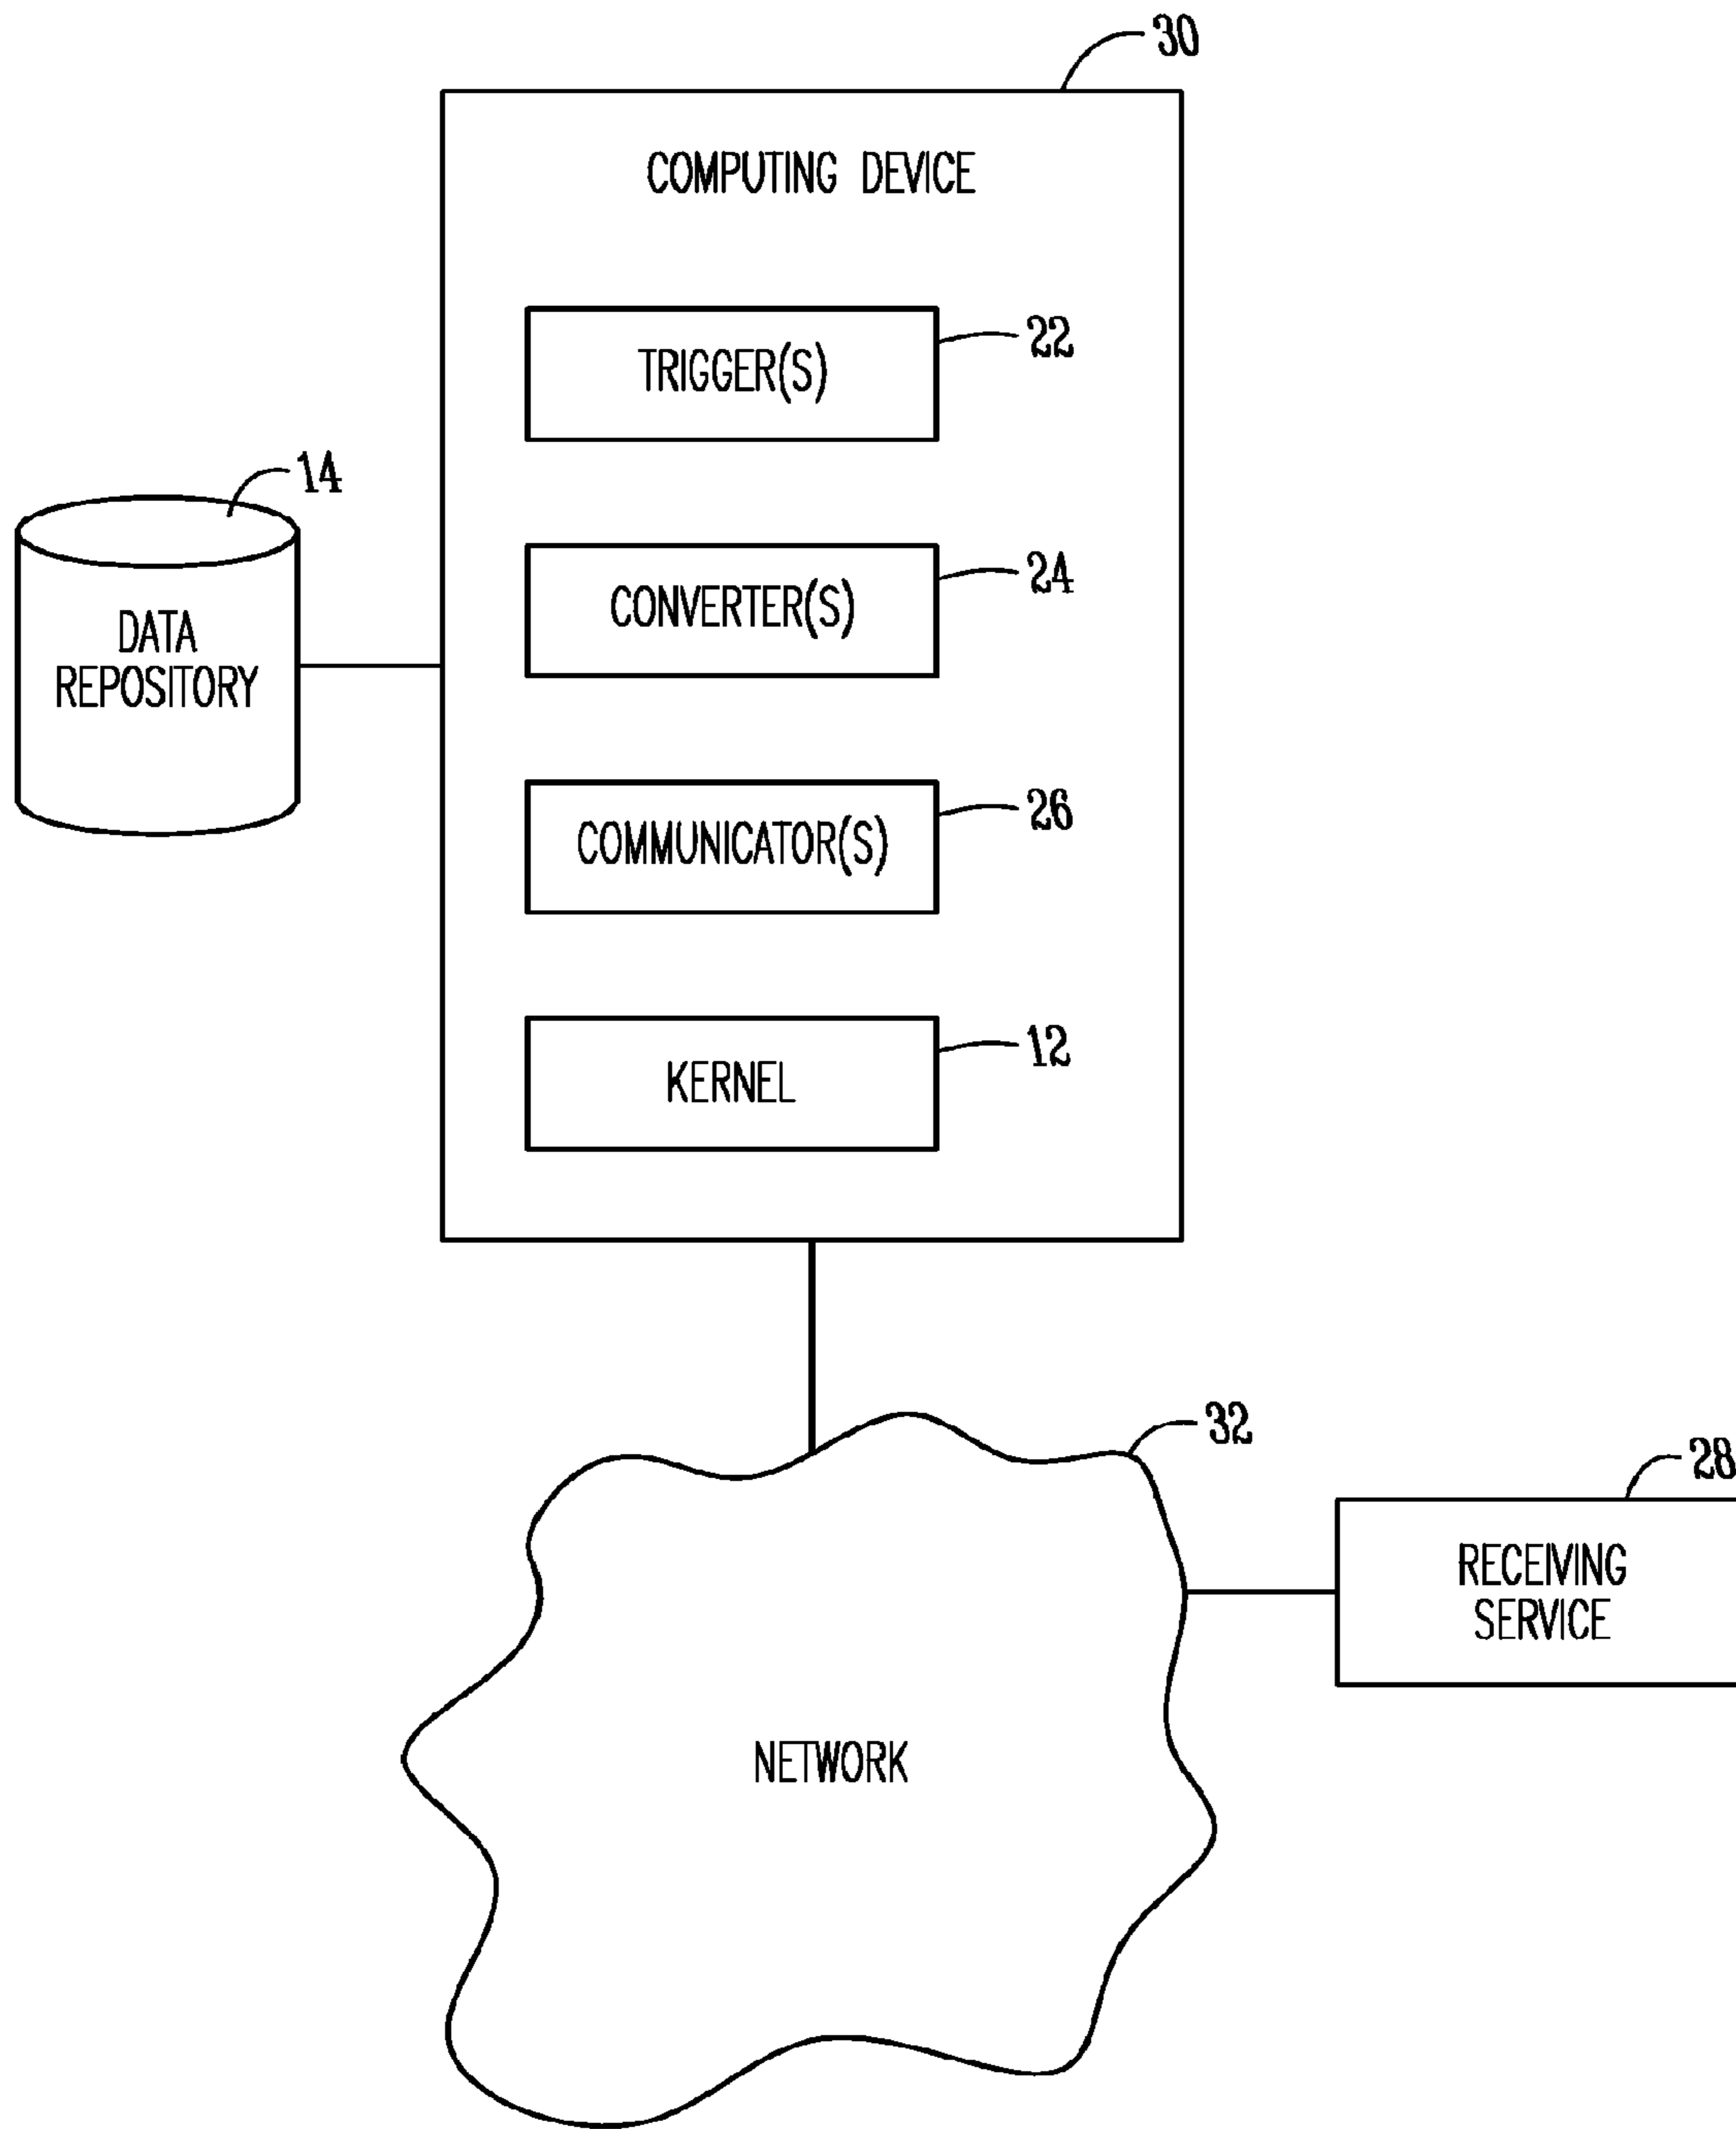 30
COMPUTING DEVICE
TRIGGER(S)
22
14
CONVERTER(S)
24
DATA
REPOSITORY
COMMUNICATOR(S)
26
KERNEL
12
32
28
RECEIVING
SERVICE
NETWORK